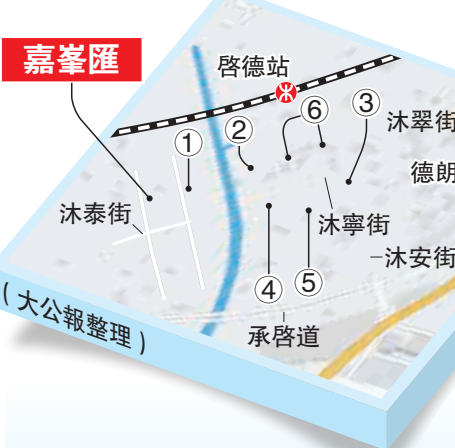 嘉峯匯
啓德站
① ② ⑥ ③
沐翠街
德朗
沐泰街
沐寧街
沐安街
④ ⑤
承啓道
(大公報整理)